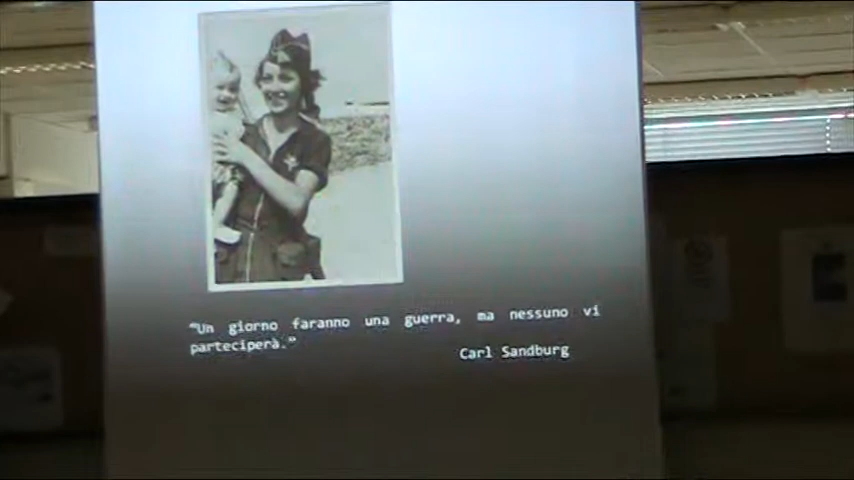 “Un giorno faranno una guerra, ma nessuno vi
parteciperà.”
Carl Sandburg